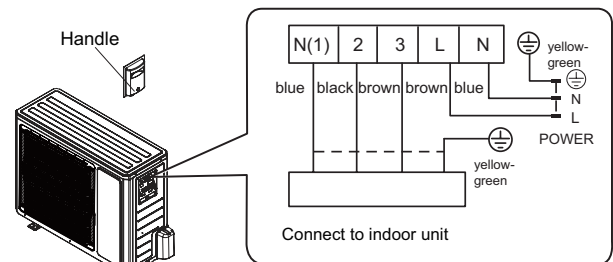 Handle
N(1) 2 3 L N
yellow-
green
blue black brown brown blue
N
L
POWER
yellow-
green
Connect to indoor unit